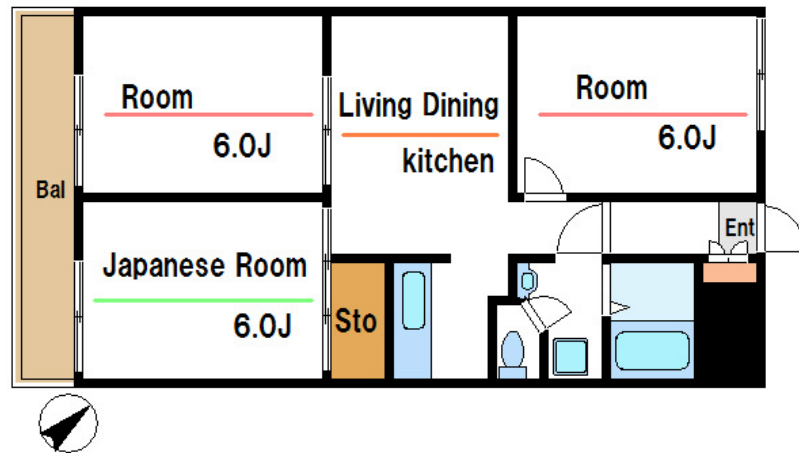 Room
6.0J
Living Dining
kitchen
Room
6.0J
Bal
Ent
Japanese Room
6.0J
Sto